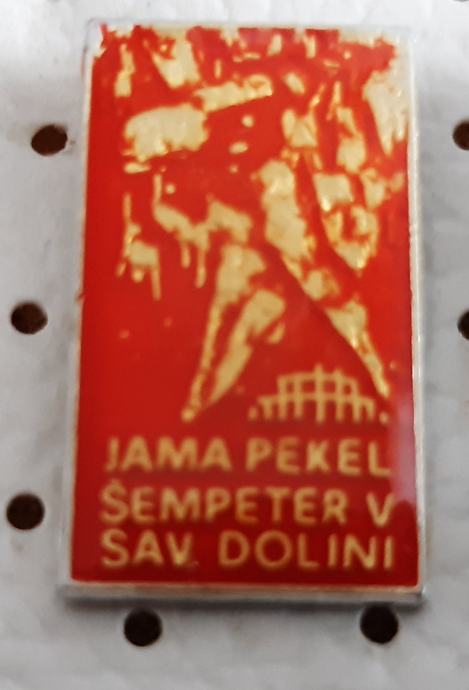 JAMA PEKEL
ŠEMPETER V
SAV. DOLINI